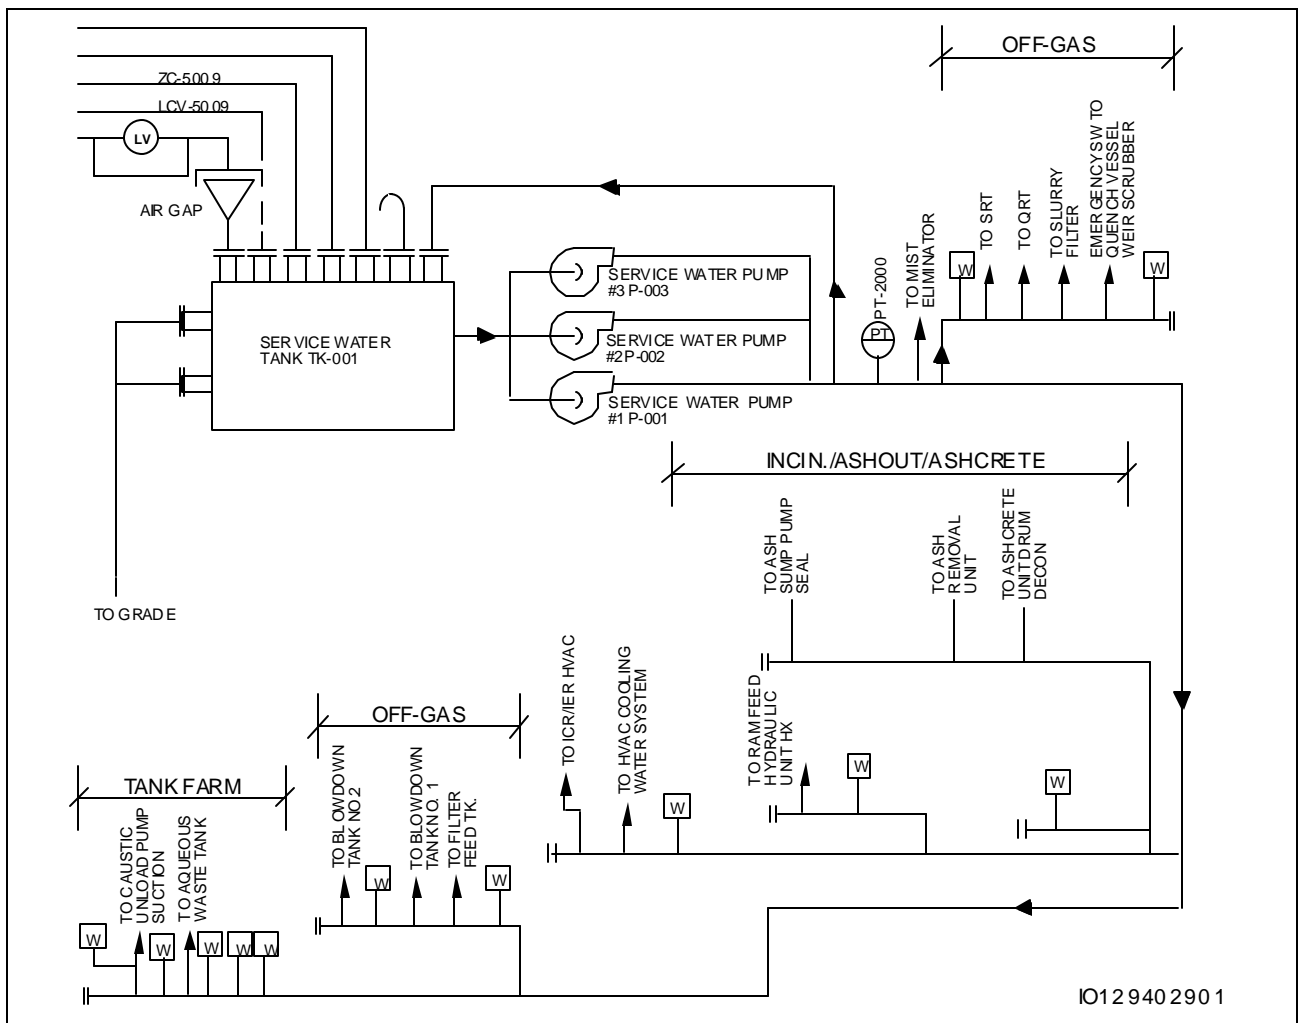 OFF-GAS
ZC-5009
LCV-5009
LV
AIR GAP
SERVICE WATER
TANK TK-001
SERVICE WATER PUMP
#3 P-003
SERVICE WATER PUMP
#2 P-002
SERVICE WATER PUMP
#1 P-001
PT-2000
PT
TO MIST
ELIMINATOR
W
TO SRT
TO QRT
TO SLURRY
FILTER
EMERGENCY SW TO
QUENCH VESSEL
WEIR SCRUBBER
W
TO GRADE
INCIN./ASHOUT/ASHCRETE
TO ASH
SUMP PUMP
SEAL
TO ASH
REMOVAL
UNIT
TO ASHCRETE
UNIT DRUM
DECON
TO ICR/IER HVAC
TO HVAC COOLING
WATER SYSTEM
W
TO RAM FEED
HYDRAULIC
UNIT HX
W
W
OFF-GAS
TO BLOWDOWN
TANK NO 2
W
TO BLOWDOWN
TANK NO. 1
TO FILTER
FEED TK.
W
TANK FARM
W
TO CAUSTIC
UNLOAD PUMP
SUCTION
W
TO AQUEOUS
WASTE TANK
W
W
W
IO129402901